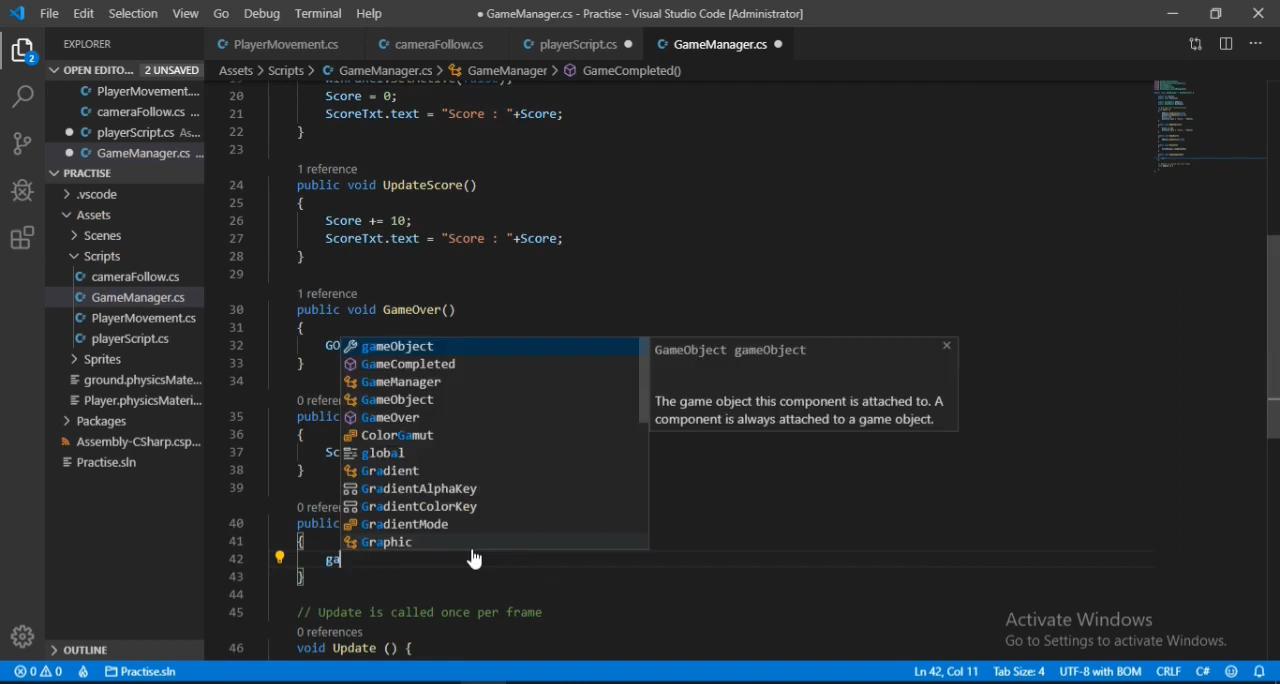 File Edit Selection View Go Debug Terminal Help
● GameManager.cs - Practise - Visual Studio Code [Administrator]
EXPLORER
PlayerMovement.cs
cameraFollow.cs
playerScript.cs
GameManager.cs
OPEN EDITO... 2 UNSAVED
Assets > Scripts > GameManager.cs > GameManager > GameCompleted()
PlayerMovement....
cameraFollow.cs ...
playerScript.cs As...
GameManager.cs ...
PRACTISE
.vscode
Assets
Scenes
Scripts
cameraFollow.cs
GameManager.cs
PlayerMovement.cs
playerScript.cs
Sprites
ground.physicsMate...
Player.physicsMateri...
Packages
Assembly-CSharp.csp...
Practise.sln
OUTLINE
2
20 Score = 0;
21 ScoreTxt.text = "Score : "+Score;
22 }
23
1 reference
24 public void UpdateScore()
25 {
26 Score += 10;
27 ScoreTxt.text = "Score : "+Score;
28 }
29
1 reference
30 public void GameOver()
31 {
32 GO
33 }
34
0 refere
35 public
36 {
37 Sc
38 }
39
0 refere
40 public
41 {
42 ga
43 }
44
45 // Update is called once per frame
0 references
46 void Update () {
gameObject
GameCompleted
GameManager
GameObject
GameOver
ColorGamut
global
Gradient
GradientAlphaKey
GradientColorKey
GradientMode
Graphic
GameObject gameObject
The game object this component is attached to. A
component is always attached to a game object.
Activate Windows
Go to Settings to activate Windows.
0 0 Practise.sln Ln 42, Col 11 Tab Size: 4 UTF-8 with BOM CRLF C#